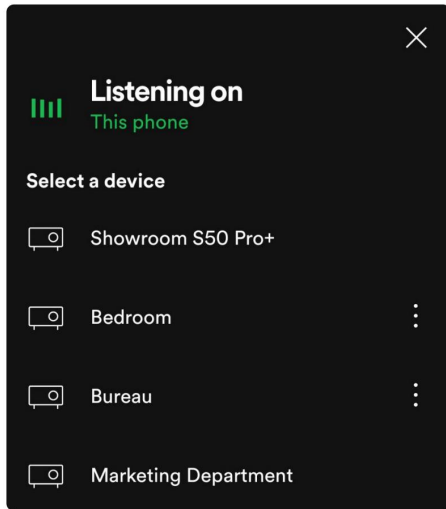 Listening on
This phone
Select a device
Showroom S50 Pro+
Bedroom
Bureau
Marketing Department